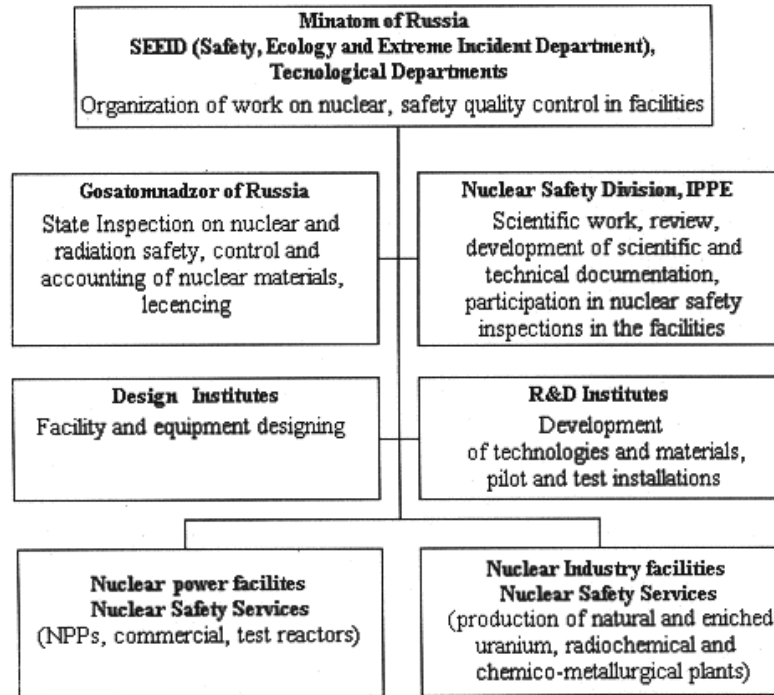 Minatom of Russia
SEEID (Safety, Ecology and Extreme Incident Department),
Tecnological Departments
Organization of work on nuclear, safety quality control in facilities
Gosatomnadzor of Russia
State Inspection on nuclear and
radiation safety, control and
accounting of nuclear materials,
lecencing
Nuclear Safety Division, IPPE
Scientific work, review,
development of scientific and
technical documentation,
participation in nuclear safety
inspections in the facilities
Design Institutes
Facility and equipment designing
R&D Institutes
Development
of technologies and materials,
pilot and test installations
Nuclear power facilites
Nuclear Safety Services
(NPPs, commercial, test reactors)
Nuclear Industry facilities
Nuclear Safety Services
(production of natural and eniched
uranium, radiochemical and
chemico-metallurgical plants)